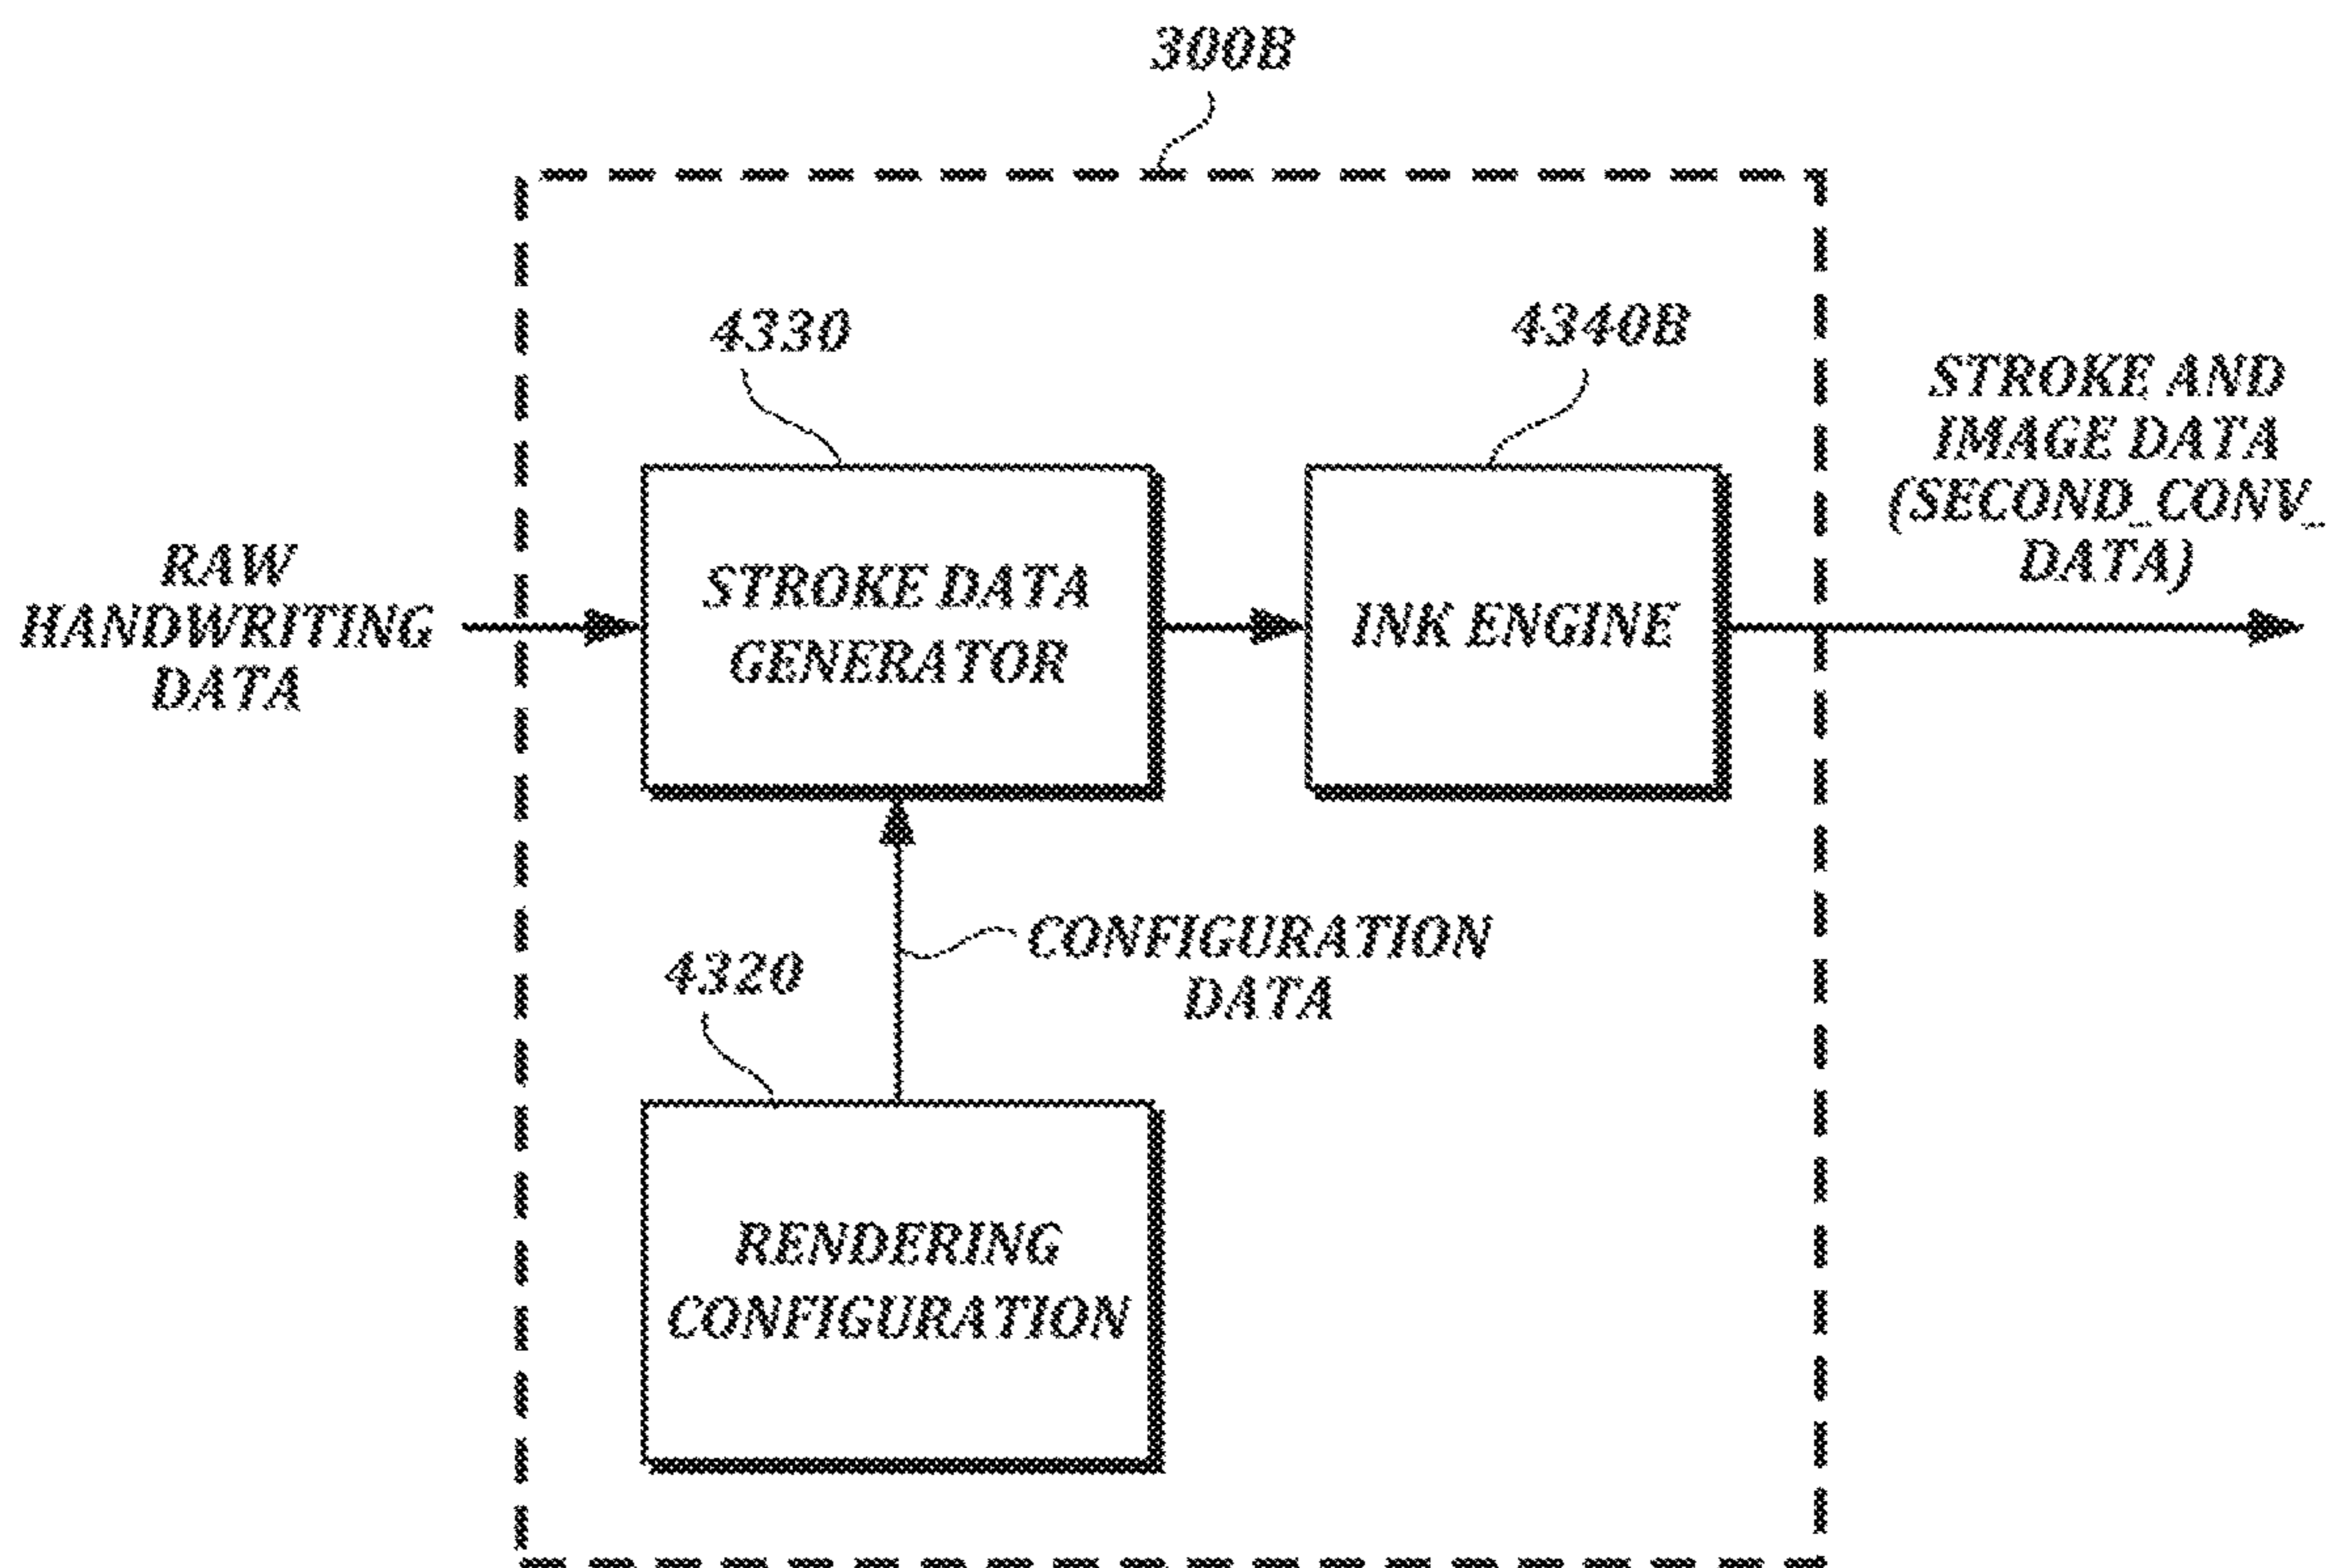 300B
4330
4340B
STROKE AND
IMAGE DATA
(SECOND_CONV_
DATA)
RAW
HANDWRITING
DATA
STROKE DATA
GENERATOR
INK ENGINE
CONFIGURATION
DATA
4320
RENDERING
CONFIGURATION